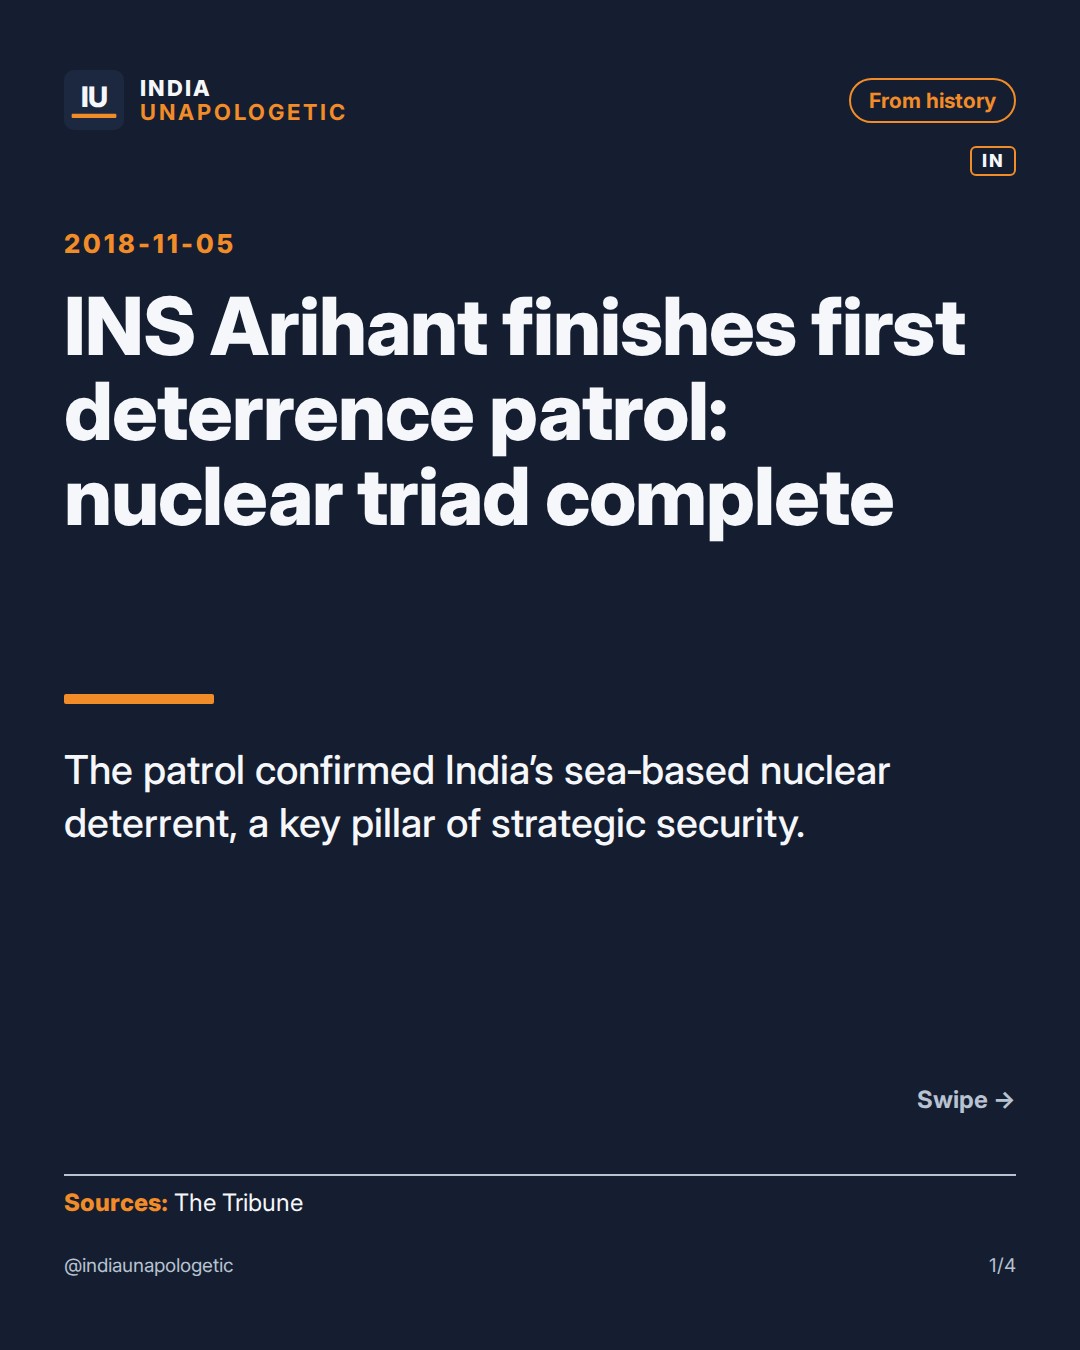 IU
INDIA
UNAPOLOGETIC
From history
IN
2018-11-05
INS Arihant finishes first
deterrence patrol:
nuclear triad complete
The patrol confirmed India’s sea-based nuclear
deterrent, a key pillar of strategic security.
Swipe →
Sources: The Tribune
@indiaunapologetic
1/4